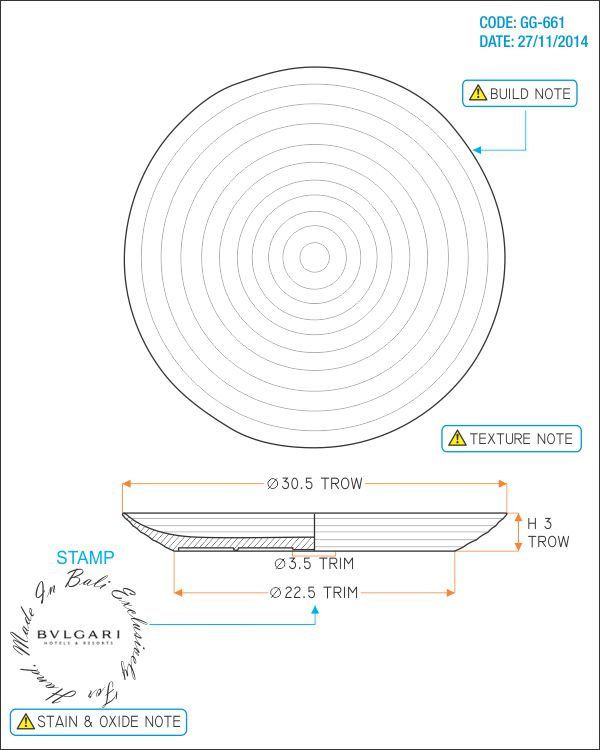 CODE: GG-661
DATE: 27/11/2014
BUILD NOTE
TEXTURE NOTE
Ø30.5 TROW
H 3
TROW
Ø3.5 TRIM
Ø22.5 TRIM
STAMP
Made In Bali Exclusively For Hand.
BVLGARI
HOTELS & RESORTS
STAIN & OXIDE NOTE